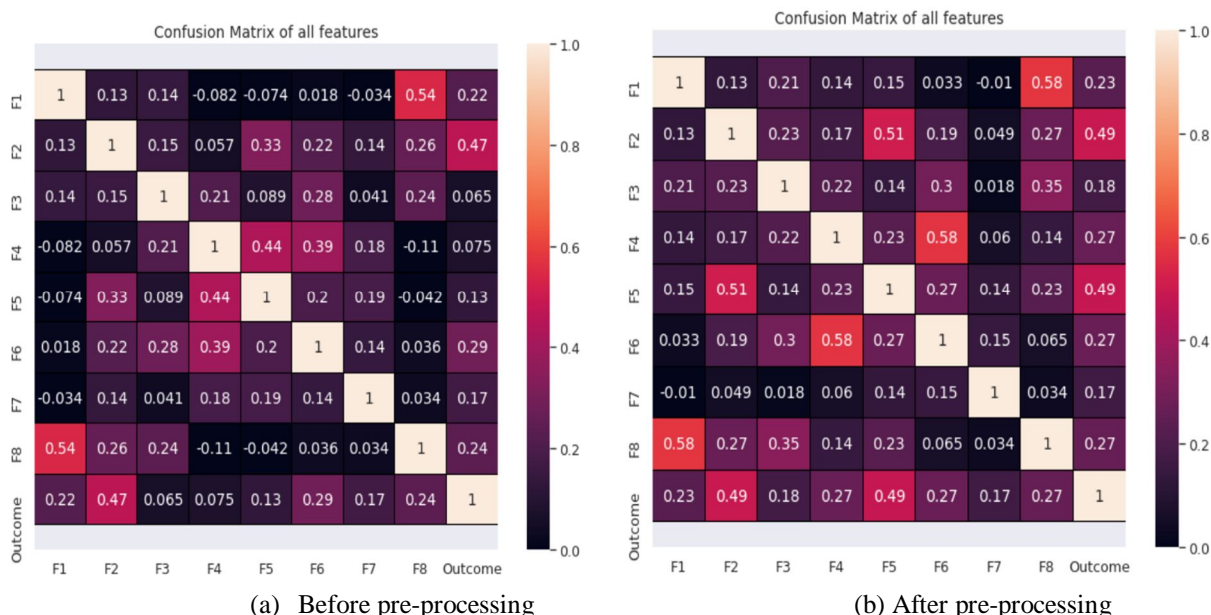 Confusion Matrix of all features
F1 1 0.13 0.14 -0.082 -0.074 0.018 -0.034 0.54 0.22
F2 0.13 1 0.15 0.057 0.33 0.22 0.14 0.26 0.47
F3 0.14 0.15 1 0.21 0.089 0.28 0.041 0.24 0.065
F4 -0.082 0.057 0.21 1 0.44 0.39 0.18 -0.11 0.075
F5 -0.074 0.33 0.089 0.44 1 0.2 0.19 -0.042 0.13
F6 0.018 0.22 0.28 0.39 0.2 1 0.14 0.036 0.29
F7 -0.034 0.14 0.041 0.18 0.19 0.14 1 0.034 0.17
F8 0.54 0.26 0.24 -0.11 -0.042 0.036 0.034 1 0.24
Outcome 0.22 0.47 0.065 0.075 0.13 0.29 0.17 0.24 1
F1 F2 F3 F4 F5 F6 F7 F8 Outcome
1.0
0.8
0.6
0.4
0.2
0.0
(a) Before pre-processing
Confusion Matrix of all features
F1 1 0.13 0.21 0.14 0.15 0.033 -0.01 0.58 0.23
F2 0.13 1 0.23 0.17 0.51 0.19 0.049 0.27 0.49
F3 0.21 0.23 1 0.22 0.14 0.3 0.018 0.35 0.18
F4 0.14 0.17 0.22 1 0.23 0.58 0.06 0.14 0.27
F5 0.15 0.51 0.14 0.23 1 0.27 0.14 0.23 0.49
F6 0.033 0.19 0.3 0.58 0.27 1 0.15 0.065 0.27
F7 -0.01 0.049 0.018 0.06 0.14 0.15 1 0.034 0.17
F8 0.58 0.27 0.35 0.14 0.23 0.065 0.034 1 0.27
Outcome 0.23 0.49 0.18 0.27 0.49 0.27 0.17 0.27 1
F1 F2 F3 F4 F5 F6 F7 F8 Outcome
1.0
0.8
0.6
0.4
0.2
0.0
(b) After pre-processing